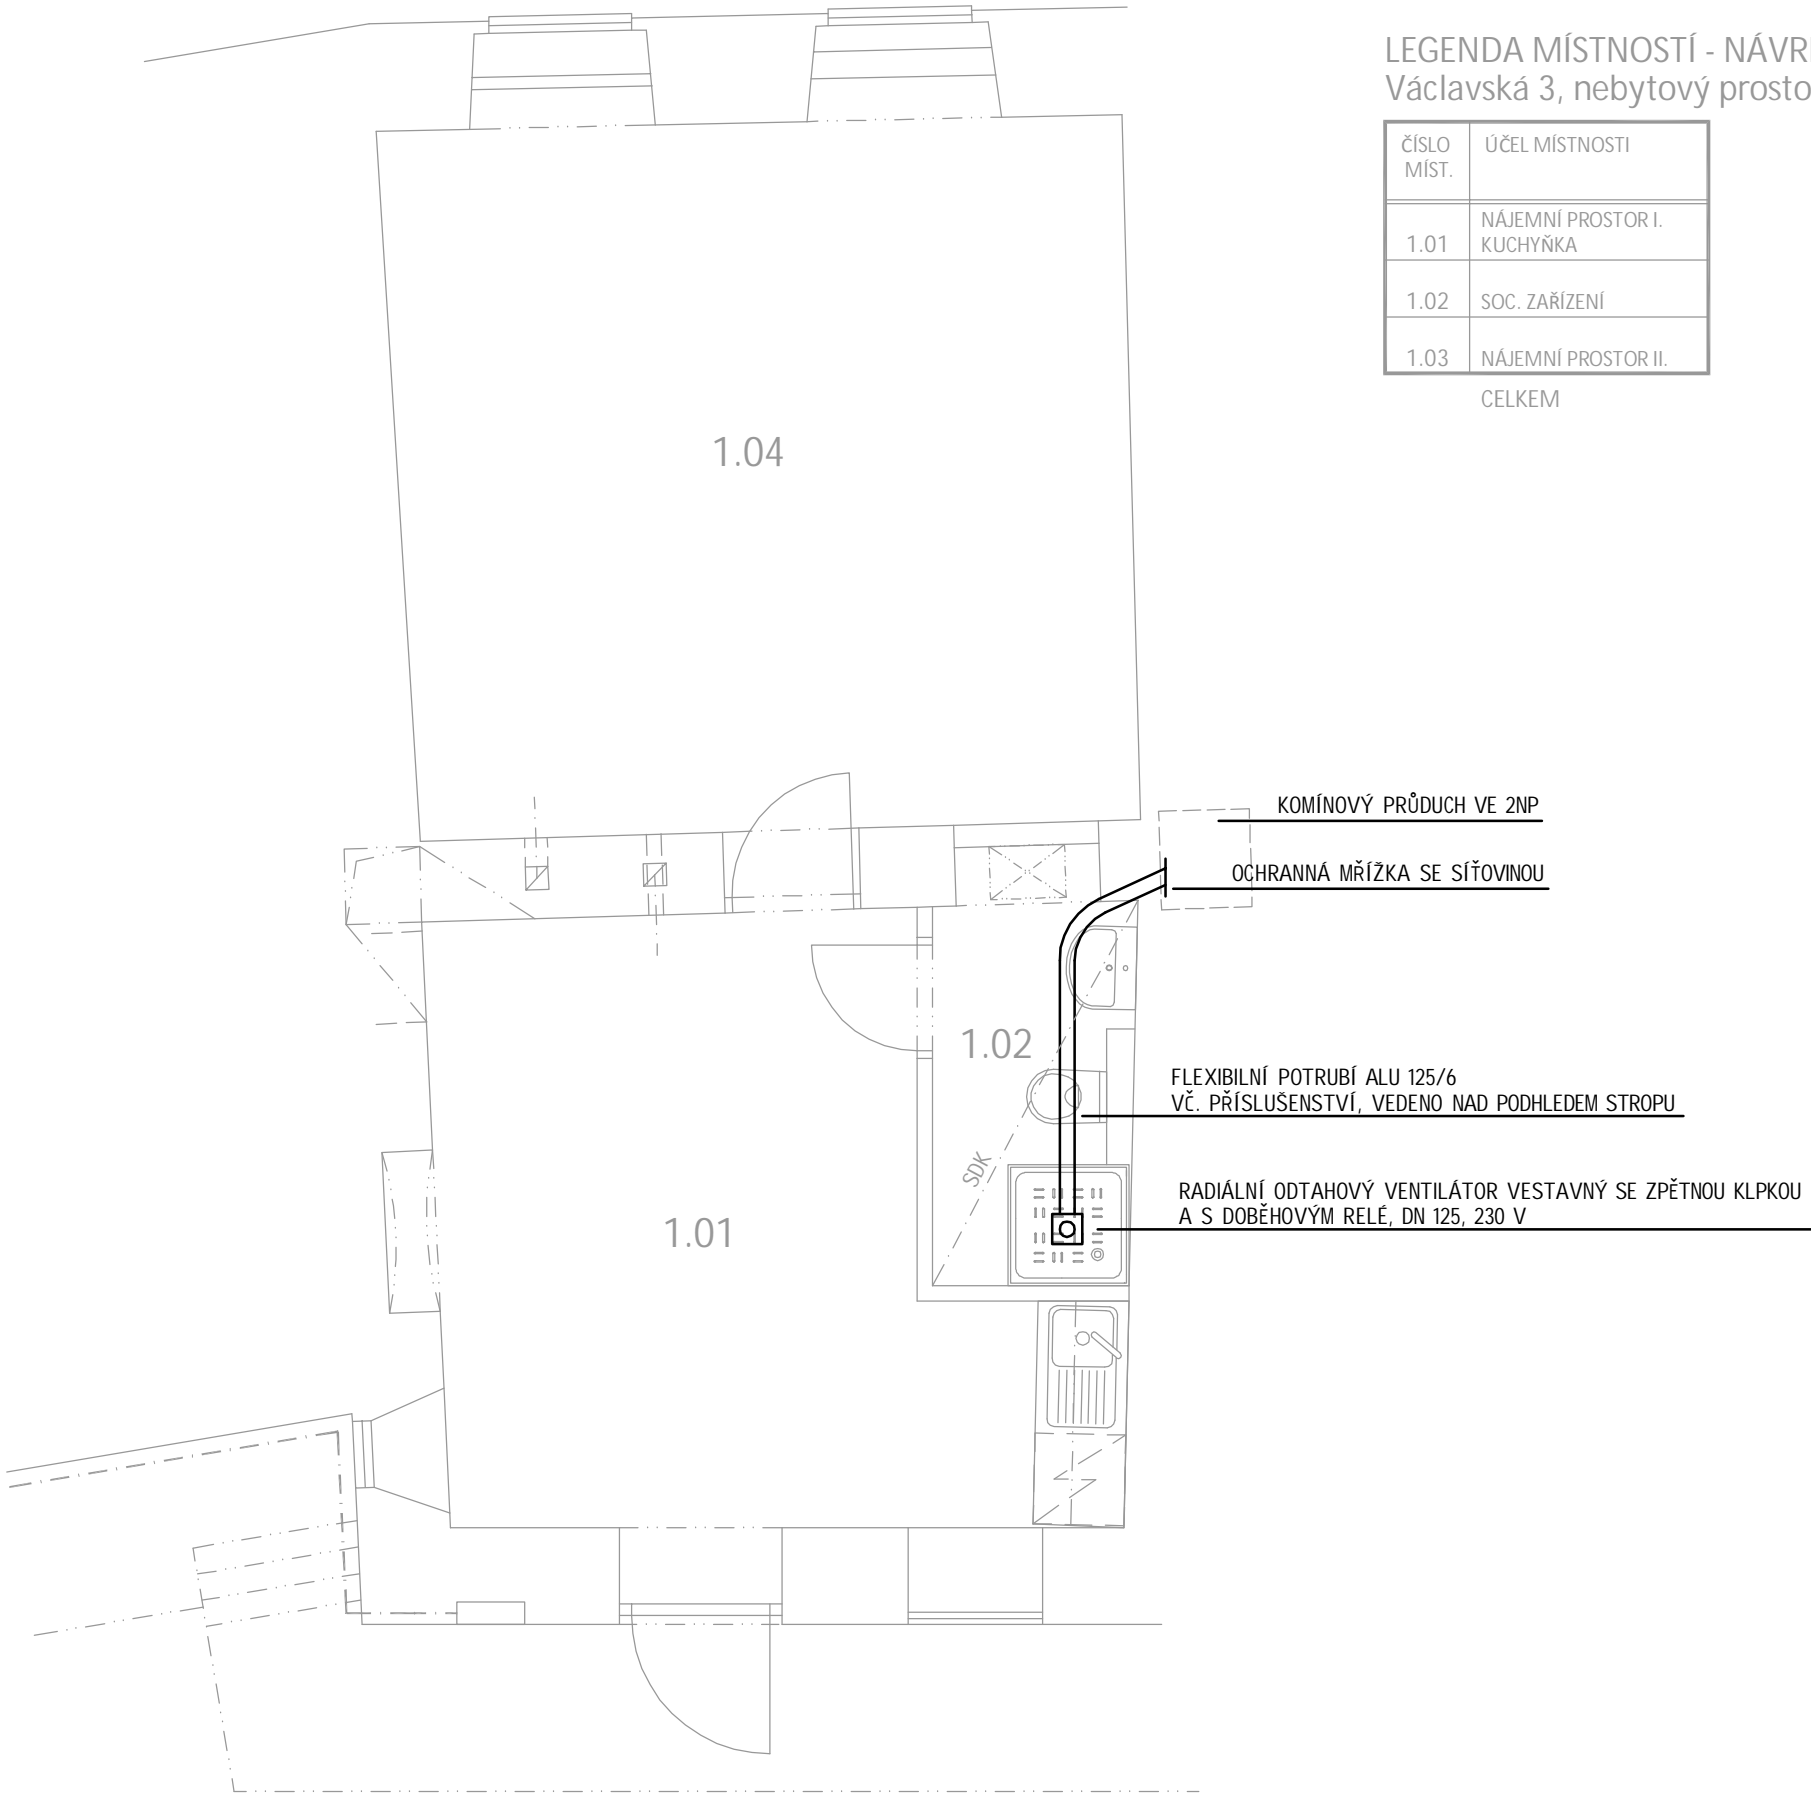 LEGENDA MÍSTNOSTÍ - NÁVR
Václavská 3, nebytový prosto
ČÍSLO MÍST.
ÚČEL MÍSTNOSTI
1.01
NÁJEMNÍ PROSTOR I.
KUCHYŇKA
1.02
SOC. ZAŘÍZENÍ
1.03
NÁJEMNÍ PROSTOR II.
CELKEM
1.04
KOMÍNOVÝ PRŮDUCH VE 2NP
OCHRANNÁ MŘÍŽKA SE SÍŤOVINOU
1.02
FLEXIBILNÍ POTRUBÍ ALU 125/6
VČ. PŘÍSLUŠENSTVÍ, VEDENO NAD PODHLEDEM STROPU
SDK
RADIÁLNÍ ODTAHOVÝ VENTILÁTOR VESTAVNÝ SE ZPĚTNOU KLPKOU
A S DOBĚHOVÝM RELÉ, DN 125, 230 V
1.01